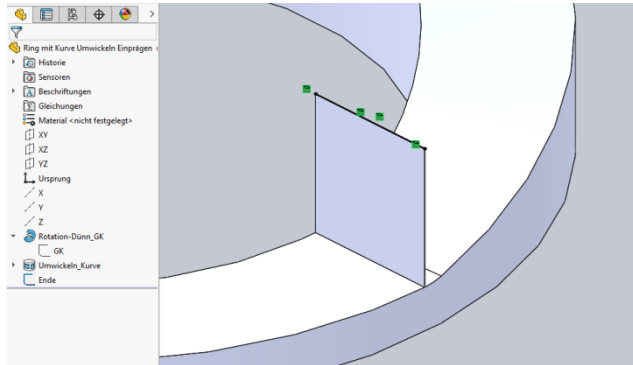 Ring mit Kurve Umwickeln Einprägen
Historie
Sensoren
Beschriftungen
Gleichungen
Material <nicht festgelegt>
XY
XZ
YZ
Ursprung
X
Y
Z
Rotation-Dünn_GK
GK
Umwickeln_Kurve
Ende